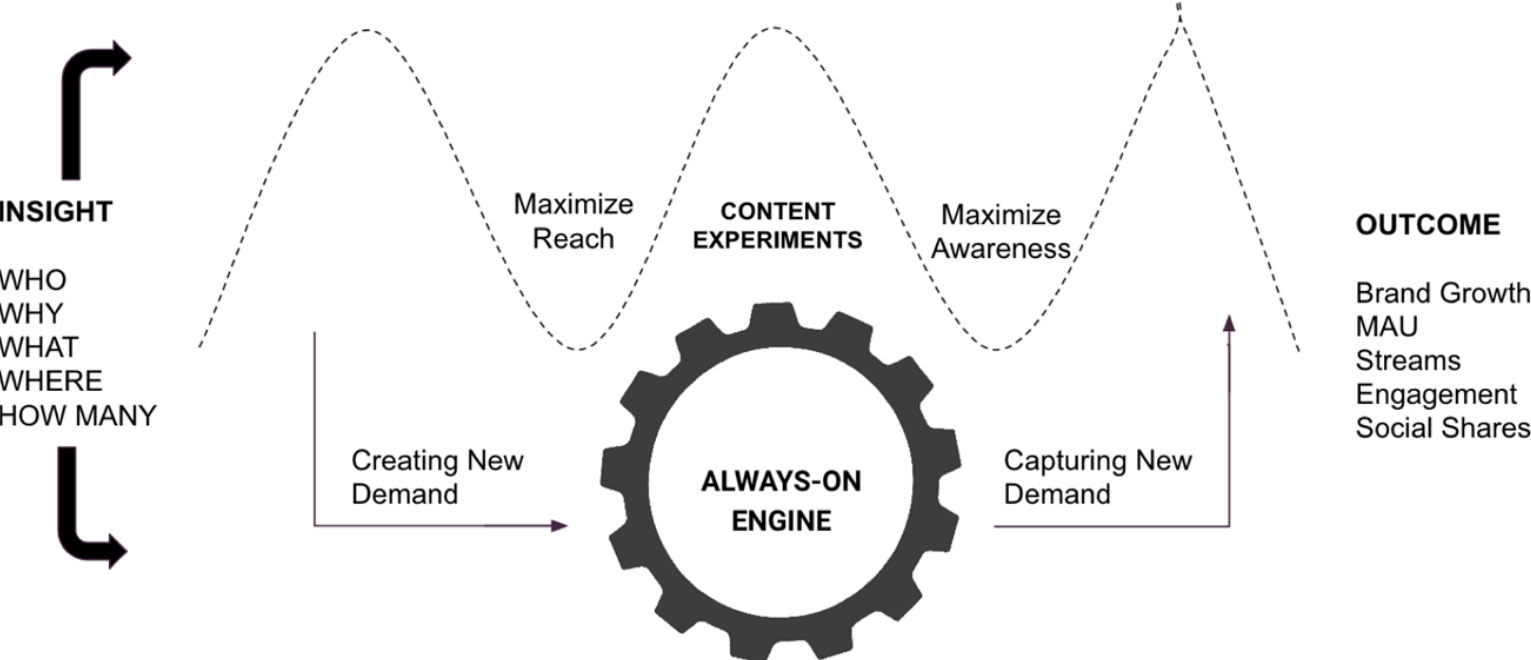 INSIGHT
WHO
WHY
WHAT
WHERE
HOW MANY
Maximize
Reach
CONTENT
EXPERIMENTS
Maximize
Awareness
Creating New
Demand
ALWAYS-ON
ENGINE
Capturing New
Demand
OUTCOME
Brand Growth
MAU
Streams
Engagement
Social Shares